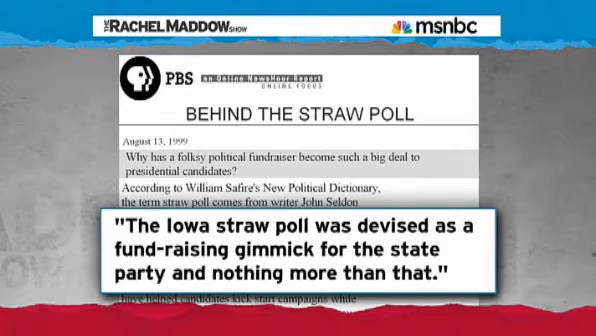 THE RACHEL MADDOW SHOW
msnbc
PBS
an Online NewsHour Report
ONLINE FOCUS
BEHIND THE STRAW POLL
August 13, 1999
Why has a folksy political fundraiser become such a big deal to
presidential candidates?
According to William Safire's New Political Dictionary,
the term straw poll comes from writer John Seldon
"The Iowa straw poll was devised as a
fund-raising gimmick for the state
party and nothing more than that."
have helped candidates kick start campaigns while